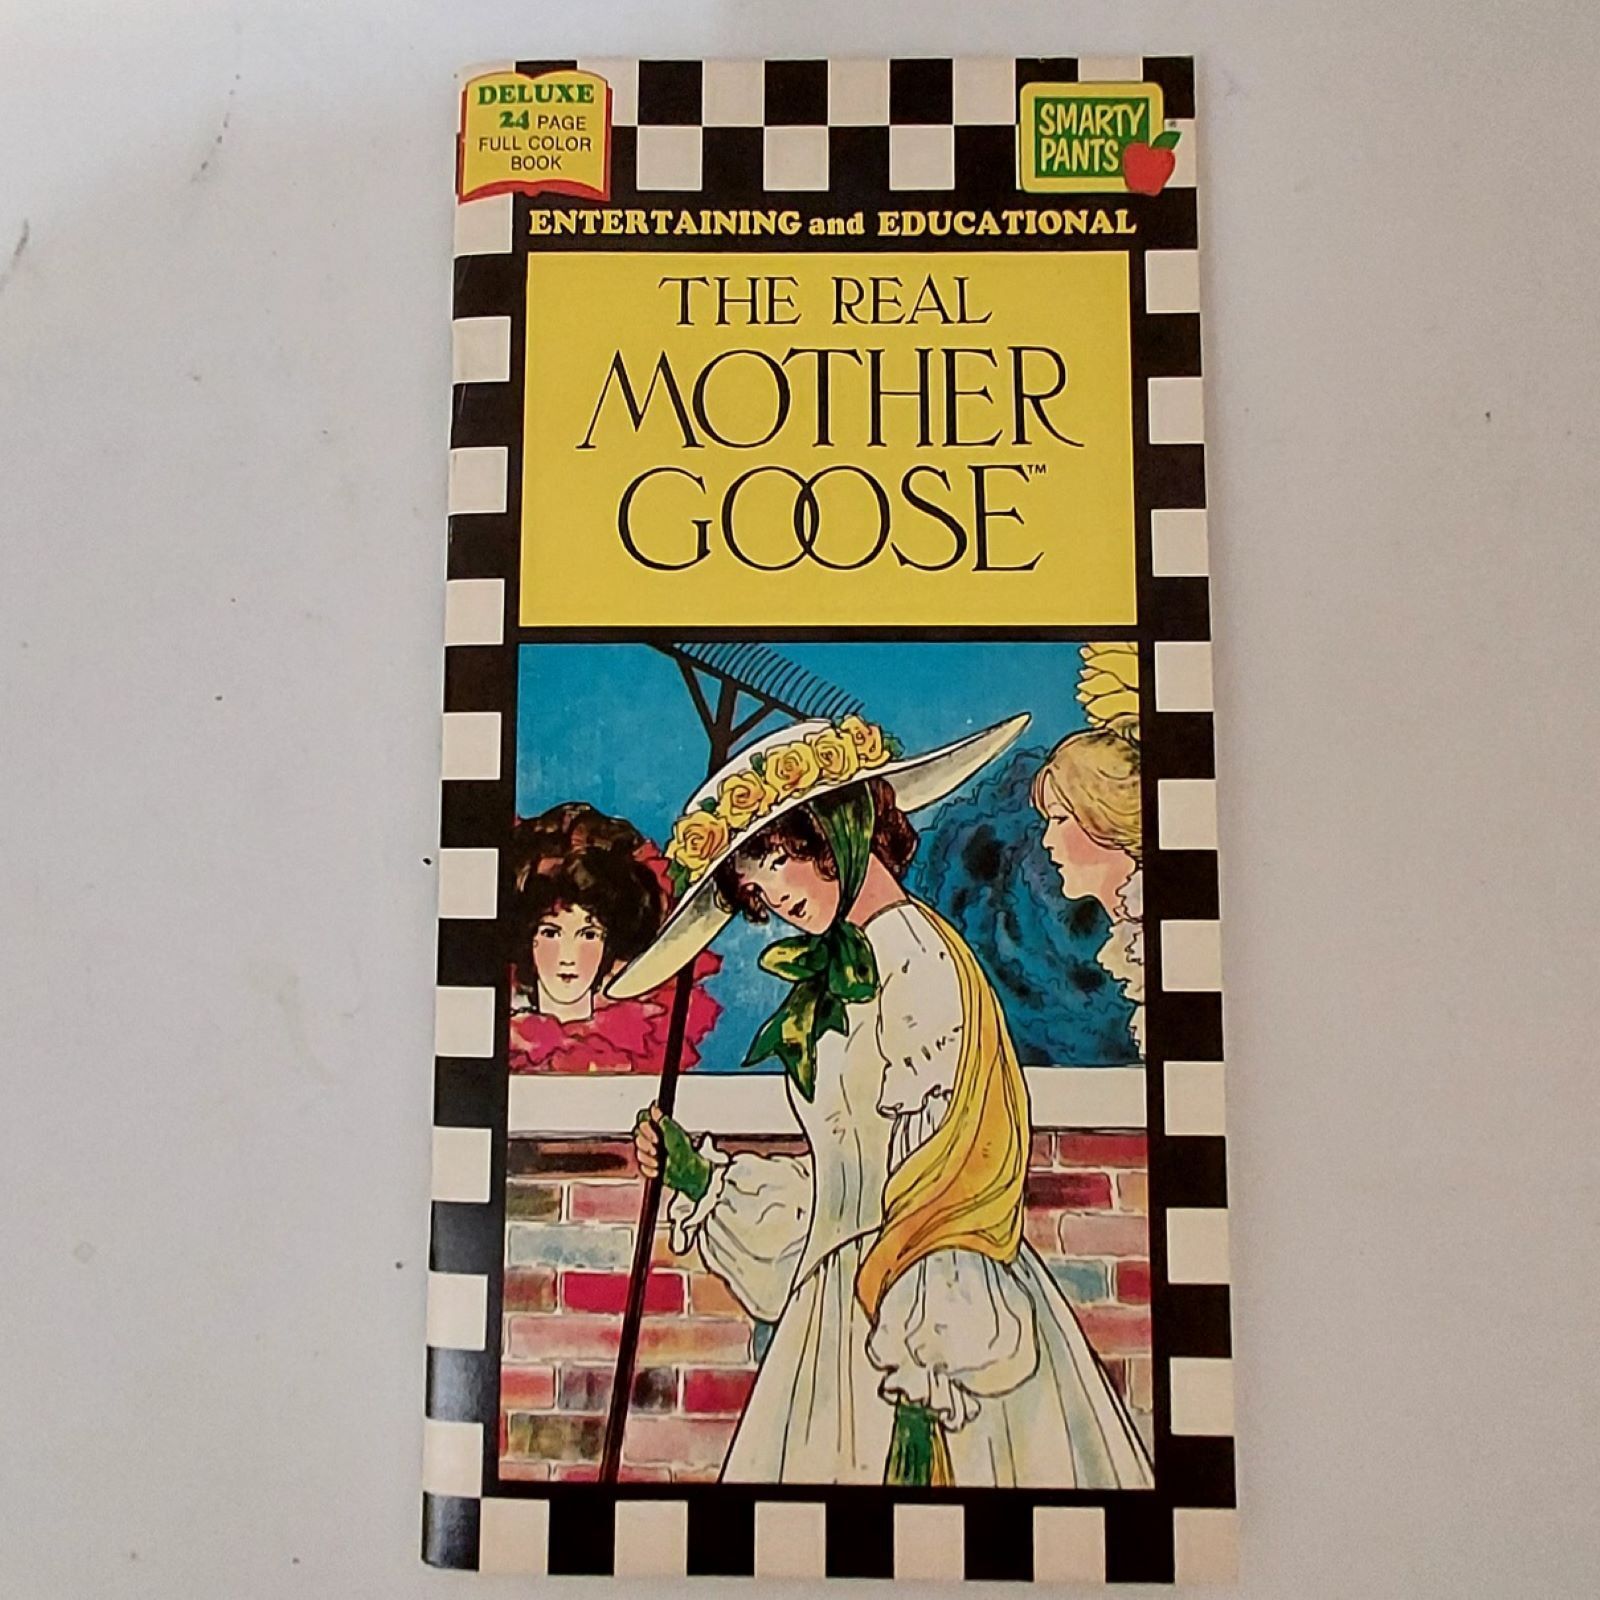 DELUXE
24 PAGE
FULL COLOR
BOOK
SMARTY
PANTS®
ENTERTAINING and EDUCATIONAL
THE REAL
MOTHER
GOOSE™